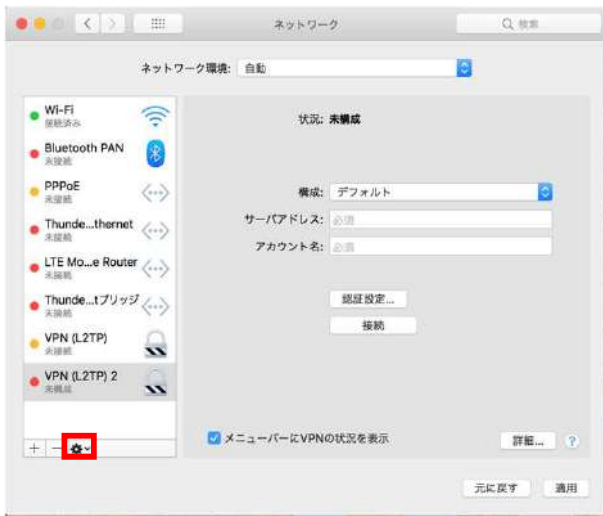 ネットワーク
検索
ネットワーク環境: 自動
Wi-Fi
接続済み
Bluetooth PAN
未接続
PPPoE
未接続
Thunde...thernet
未接続
LTE Mo...e Router
未接続
Thunde...tブリッジ
未接続
VPN (L2TP)
未接続
VPN (L2TP) 2
未構成
状況: 未構成
構成: デフォルト
サーバアドレス: 必須
アカウント名: 必須
認証設定...
接続
メニューバーにVPNの状況を表示
詳細... ?
元に戻す 適用